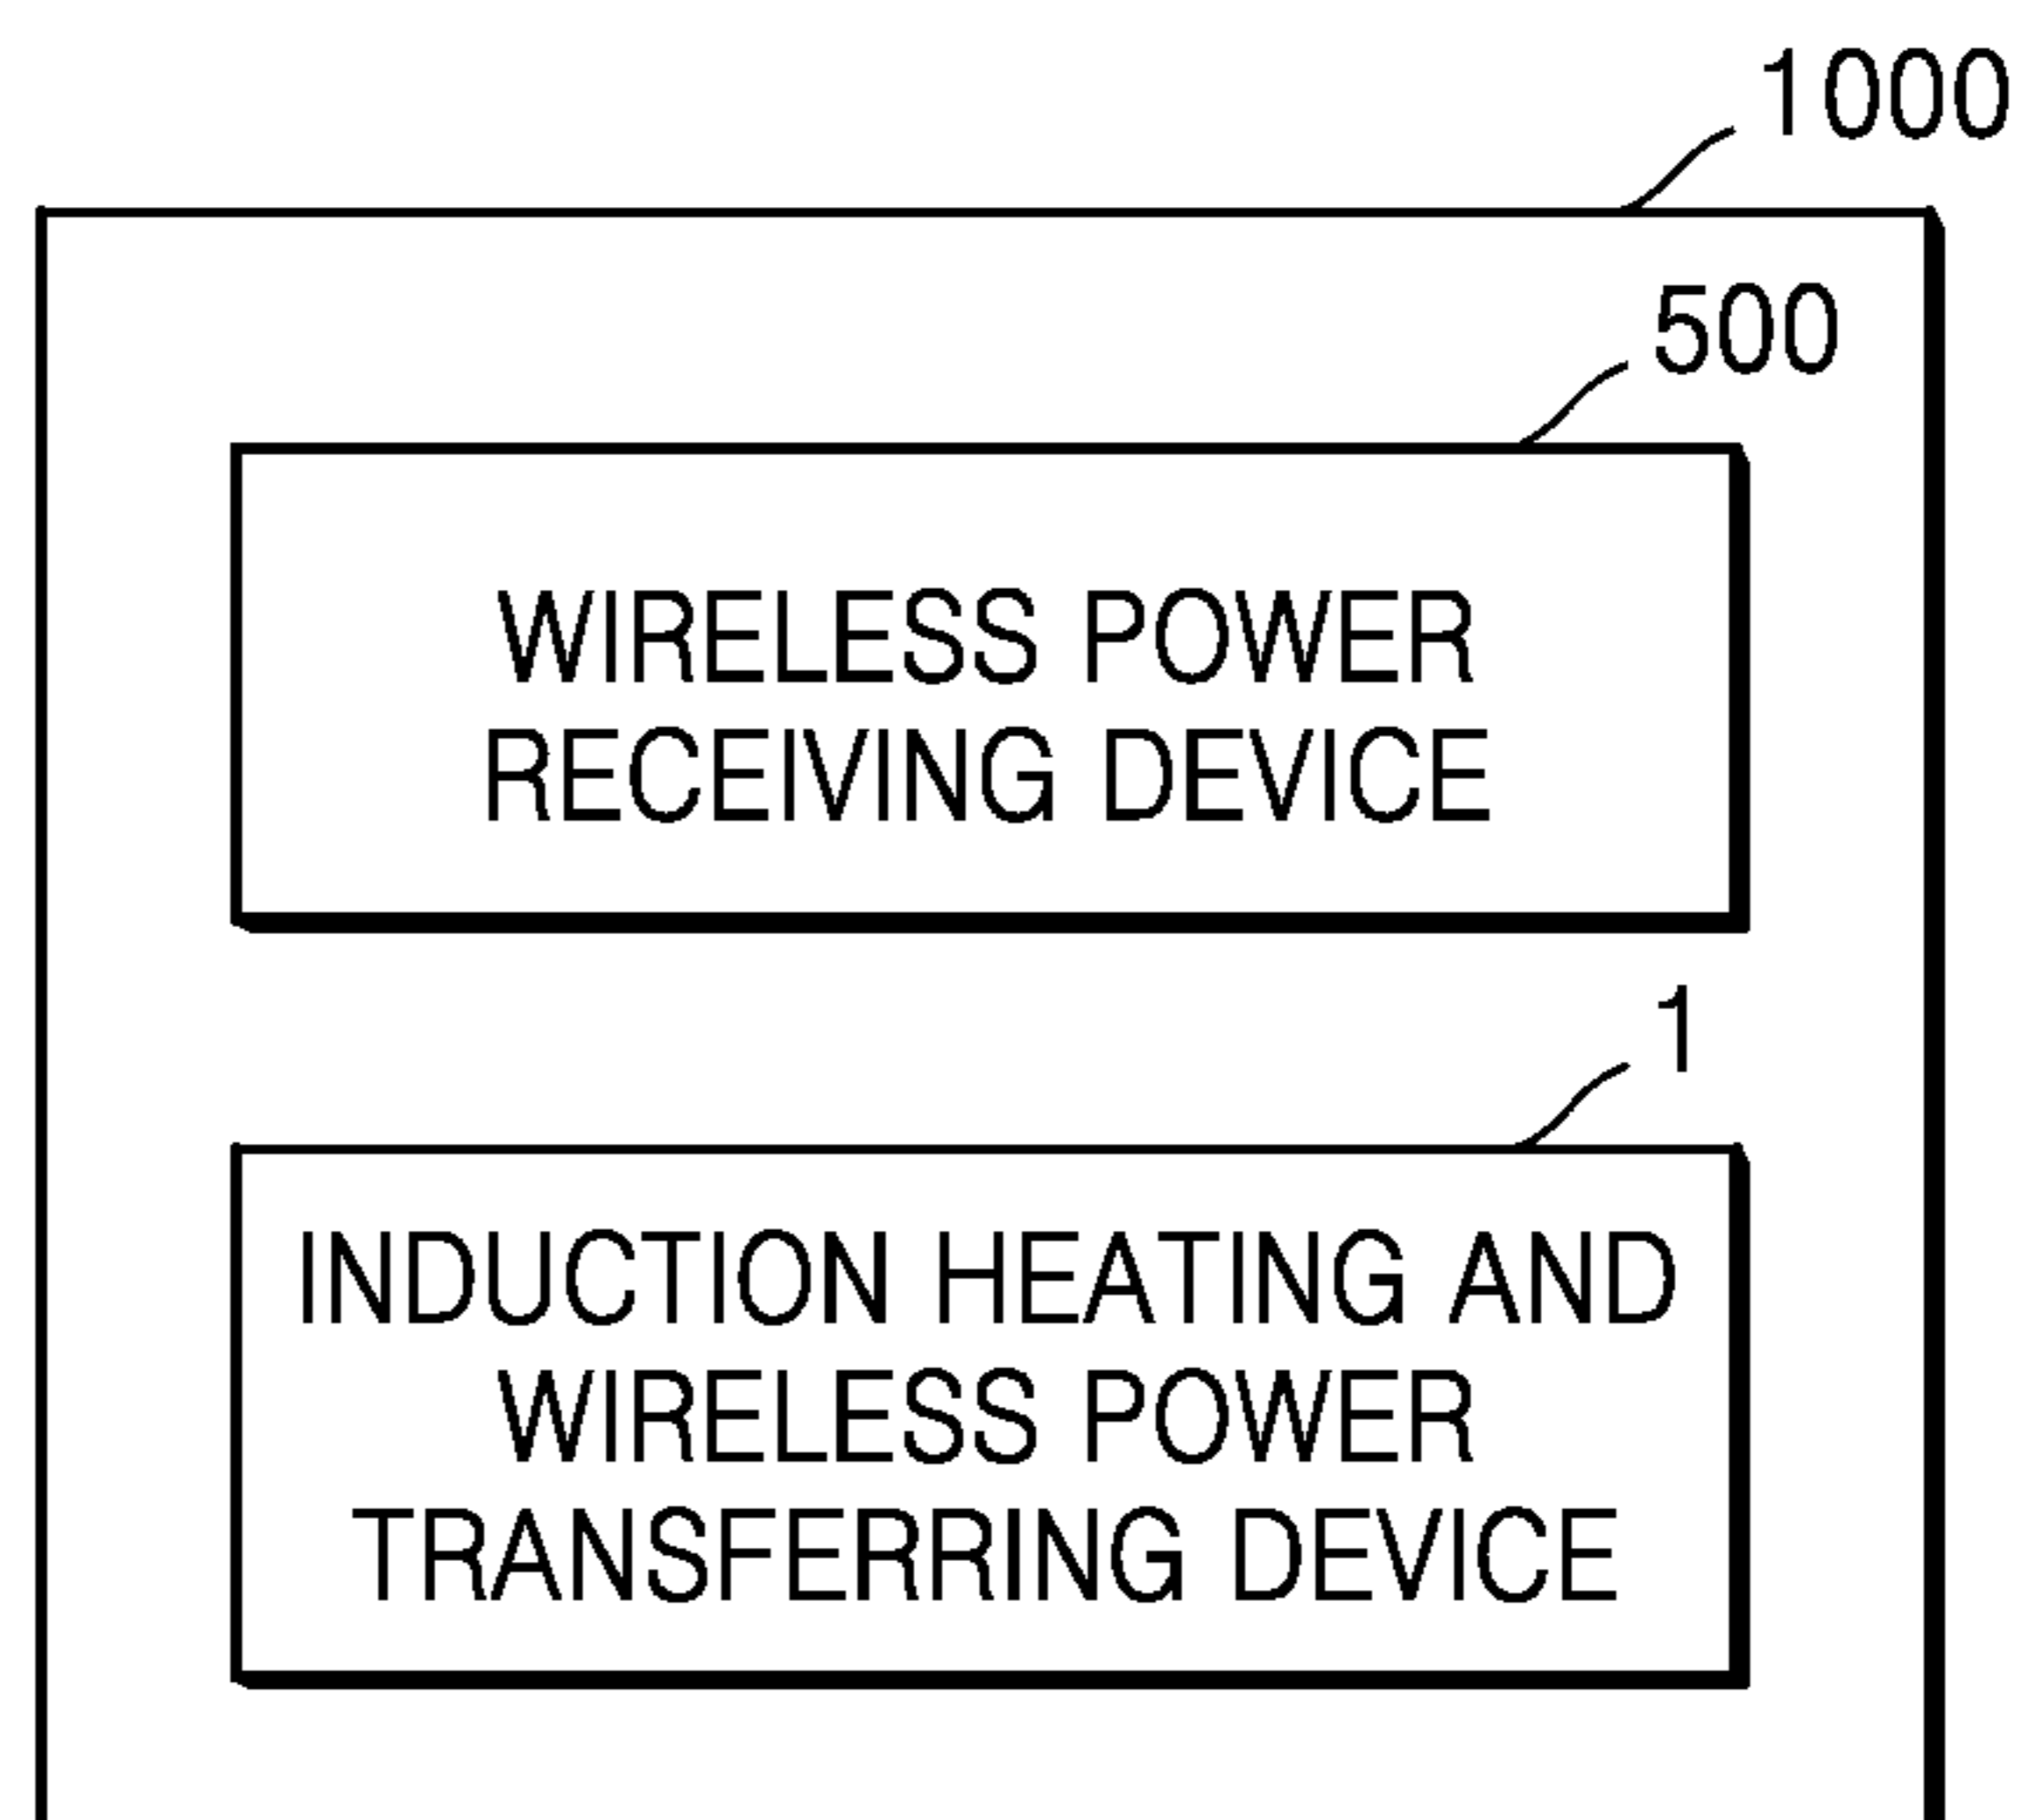 1000
500
WIRELESS POWER
RECEIVING DEVICE
1
INDUCTION HEATING AND
WIRELESS POWER
TRANSFERRING DEVICE